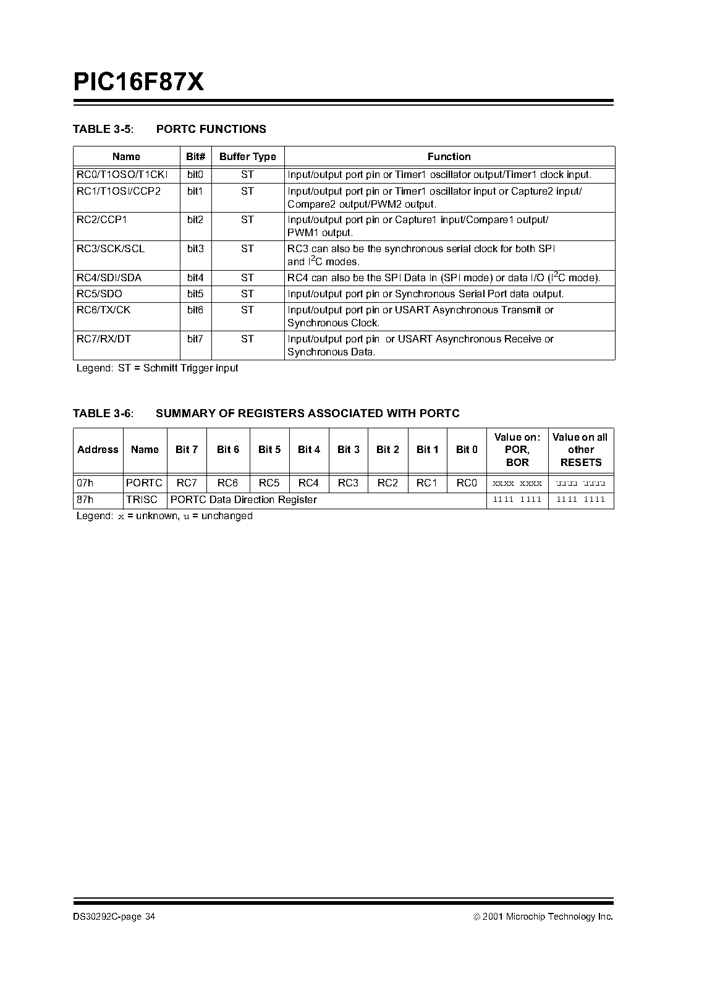 PIC16F87X
TABLE 3-5: PORTC FUNCTIONS
Name Bit# Buffer Type Function
RC0/T1OSO/T1CKI bit0 ST Input/output port pin or Timer1 oscillator output/Timer1 clock input.
RC1/T1OSI/CCP2 bit1 ST Input/output port pin or Timer1 oscillator input or Capture2 input/
Compare2 output/PWM2 output.
RC2/CCP1 bit2 ST Input/output port pin or Capture1 input/Compare1 output/
PWM1 output.
RC3/SCK/SCL bit3 ST RC3 can also be the synchronous serial clock for both SPI
and I2C modes.
RC4/SDI/SDA bit4 ST RC4 can also be the SPI Data In (SPI mode) or data I/O (I2C mode).
RC5/SDO bit5 ST Input/output port pin or Synchronous Serial Port data output.
RC6/TX/CK bit6 ST Input/output port pin or USART Asynchronous Transmit or
Synchronous Clock.
RC7/RX/DT bit7 ST Input/output port pin or USART Asynchronous Receive or
Synchronous Data.
Legend: ST = Schmitt Trigger input
TABLE 3-6: SUMMARY OF REGISTERS ASSOCIATED WITH PORTC
Address Name Bit 7 Bit 6 Bit 5 Bit 4 Bit 3 Bit 2 Bit 1 Bit 0 Value on: POR, BOR Value on all other RESETS
07h PORTC RC7 RC6 RC5 RC4 RC3 RC2 RC1 RC0 xxxx xxxx uuuu uuuu
87h TRISC PORTC Data Direction Register 1111 1111 1111 1111
Legend: x = unknown, u = unchanged
DS30292C-page 34 © 2001 Microchip Technology Inc.